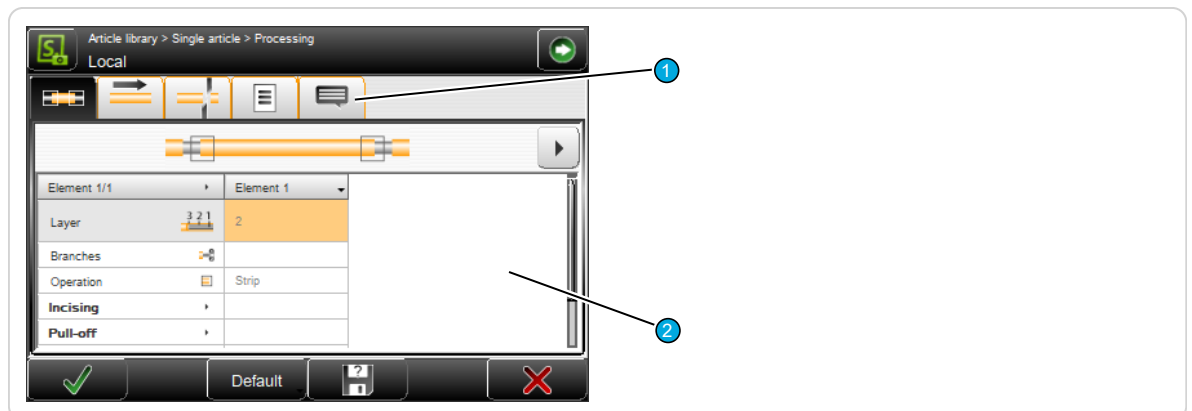 Article library > Single article > Processing
Local
1
Element 1/1 Element 1
Layer 3 2 1 2
Branches
Operation Strip
Incising
Pull-off
2
Default
?